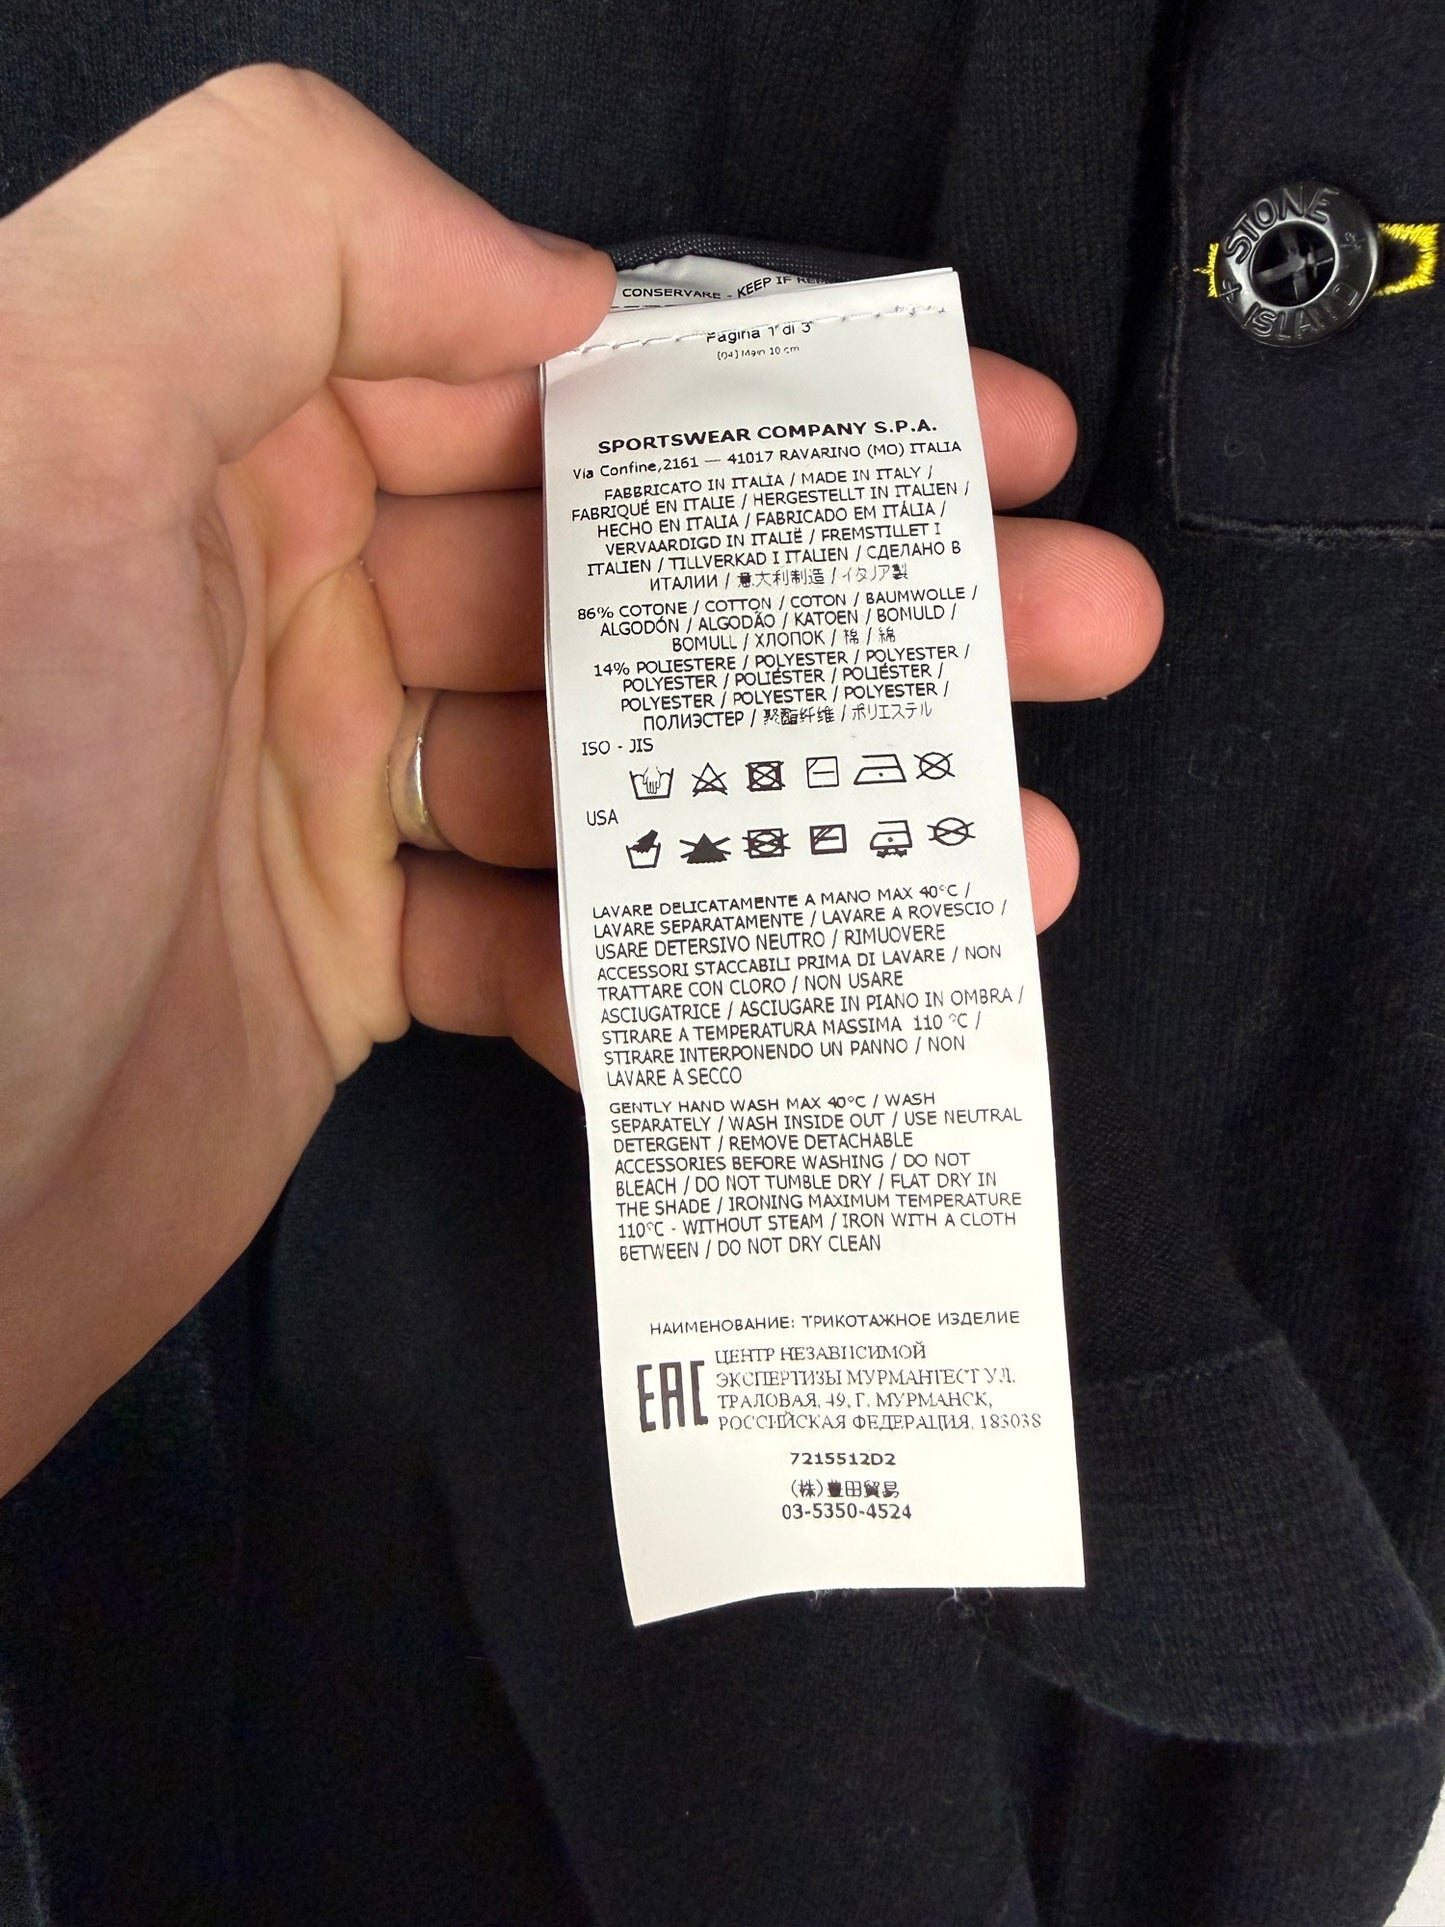 CONSERVARE - KEEP IF
Pagina 1 di 3
[04] Main 10 cm
SPORTSWEAR COMPANY S.P.A.
Via Confine,2161 — 41017 RAVARINO (MO) ITALIA
FABBRICATO IN ITALIA / MADE IN ITALY /
FABRIQUÉ EN ITALIE / HERGESTELLT IN ITALIEN /
HECHO EN ITALIA / FABRICADO EM ITÁLIA /
VERVAARDIGD IN ITALIË / FREMSTILLET I
ITALIEN / TILLVERKAD I ITALIEN / СДЕЛАНО В
ИТАЛИИ / 意大利制造 / イタリア製
86% COTONE / COTTON / COTON / BAUMWOLLE /
ALGODÓN / ALGODÃO / KATOEN / BOMULD /
BOMULL / ХЛОПОК / 棉 / 綿
14% POLIESTERE / POLYESTER / POLYESTER /
POLYESTER / POLIÉSTER / POLIÉSTER /
POLYESTER / POLYESTER / POLYESTER /
ПОЛИЭСТЕР / 聚酯纤维 / ポリエステル
ISO - JIS
USA
LAVARE DELICATAMENTE A MANO MAX 40°C /
LAVARE SEPARATAMENTE / LAVARE A ROVESCIO /
USARE DETERSIVO NEUTRO / RIMUOVERE
ACCESSORI STACCABILI PRIMA DI LAVARE / NON
TRATTARE CON CLORO / NON USARE
ASCIUGATRICE / ASCIUGARE IN PIANO IN OMBRA /
STIRARE A TEMPERATURA MASSIMA 110 °C /
STIRARE INTERPONENDO UN PANNO / NON
LAVARE A SECCO
GENTLY HAND WASH MAX 40°C / WASH
SEPARATELY / WASH INSIDE OUT / USE NEUTRAL
DETERGENT / REMOVE DETACHABLE
ACCESSORIES BEFORE WASHING / DO NOT
BLEACH / DO NOT TUMBLE DRY / FLAT DRY IN
THE SHADE / IRONING MAXIMUM TEMPERATURE
110°C - WITHOUT STEAM / IRON WITH A CLOTH
BETWEEN / DO NOT DRY CLEAN
НАИМЕНОВАНИЕ: ТРИКОТАЖНОЕ ИЗДЕЛИЕ
EAC
ЦЕНТР НЕЗАВИСИМОЙ
ЭКСПЕРТИЗЫ МУРМАНТЕСТ УЛ.
ТРАЛОВАЯ, 49, Г. МУРМАНСК,
РОССИЙСКАЯ ФЕДЕРАЦИЯ, 183038
7215512D2
(株)豊田貿易
03-5350-4524
STONE
ISLAND